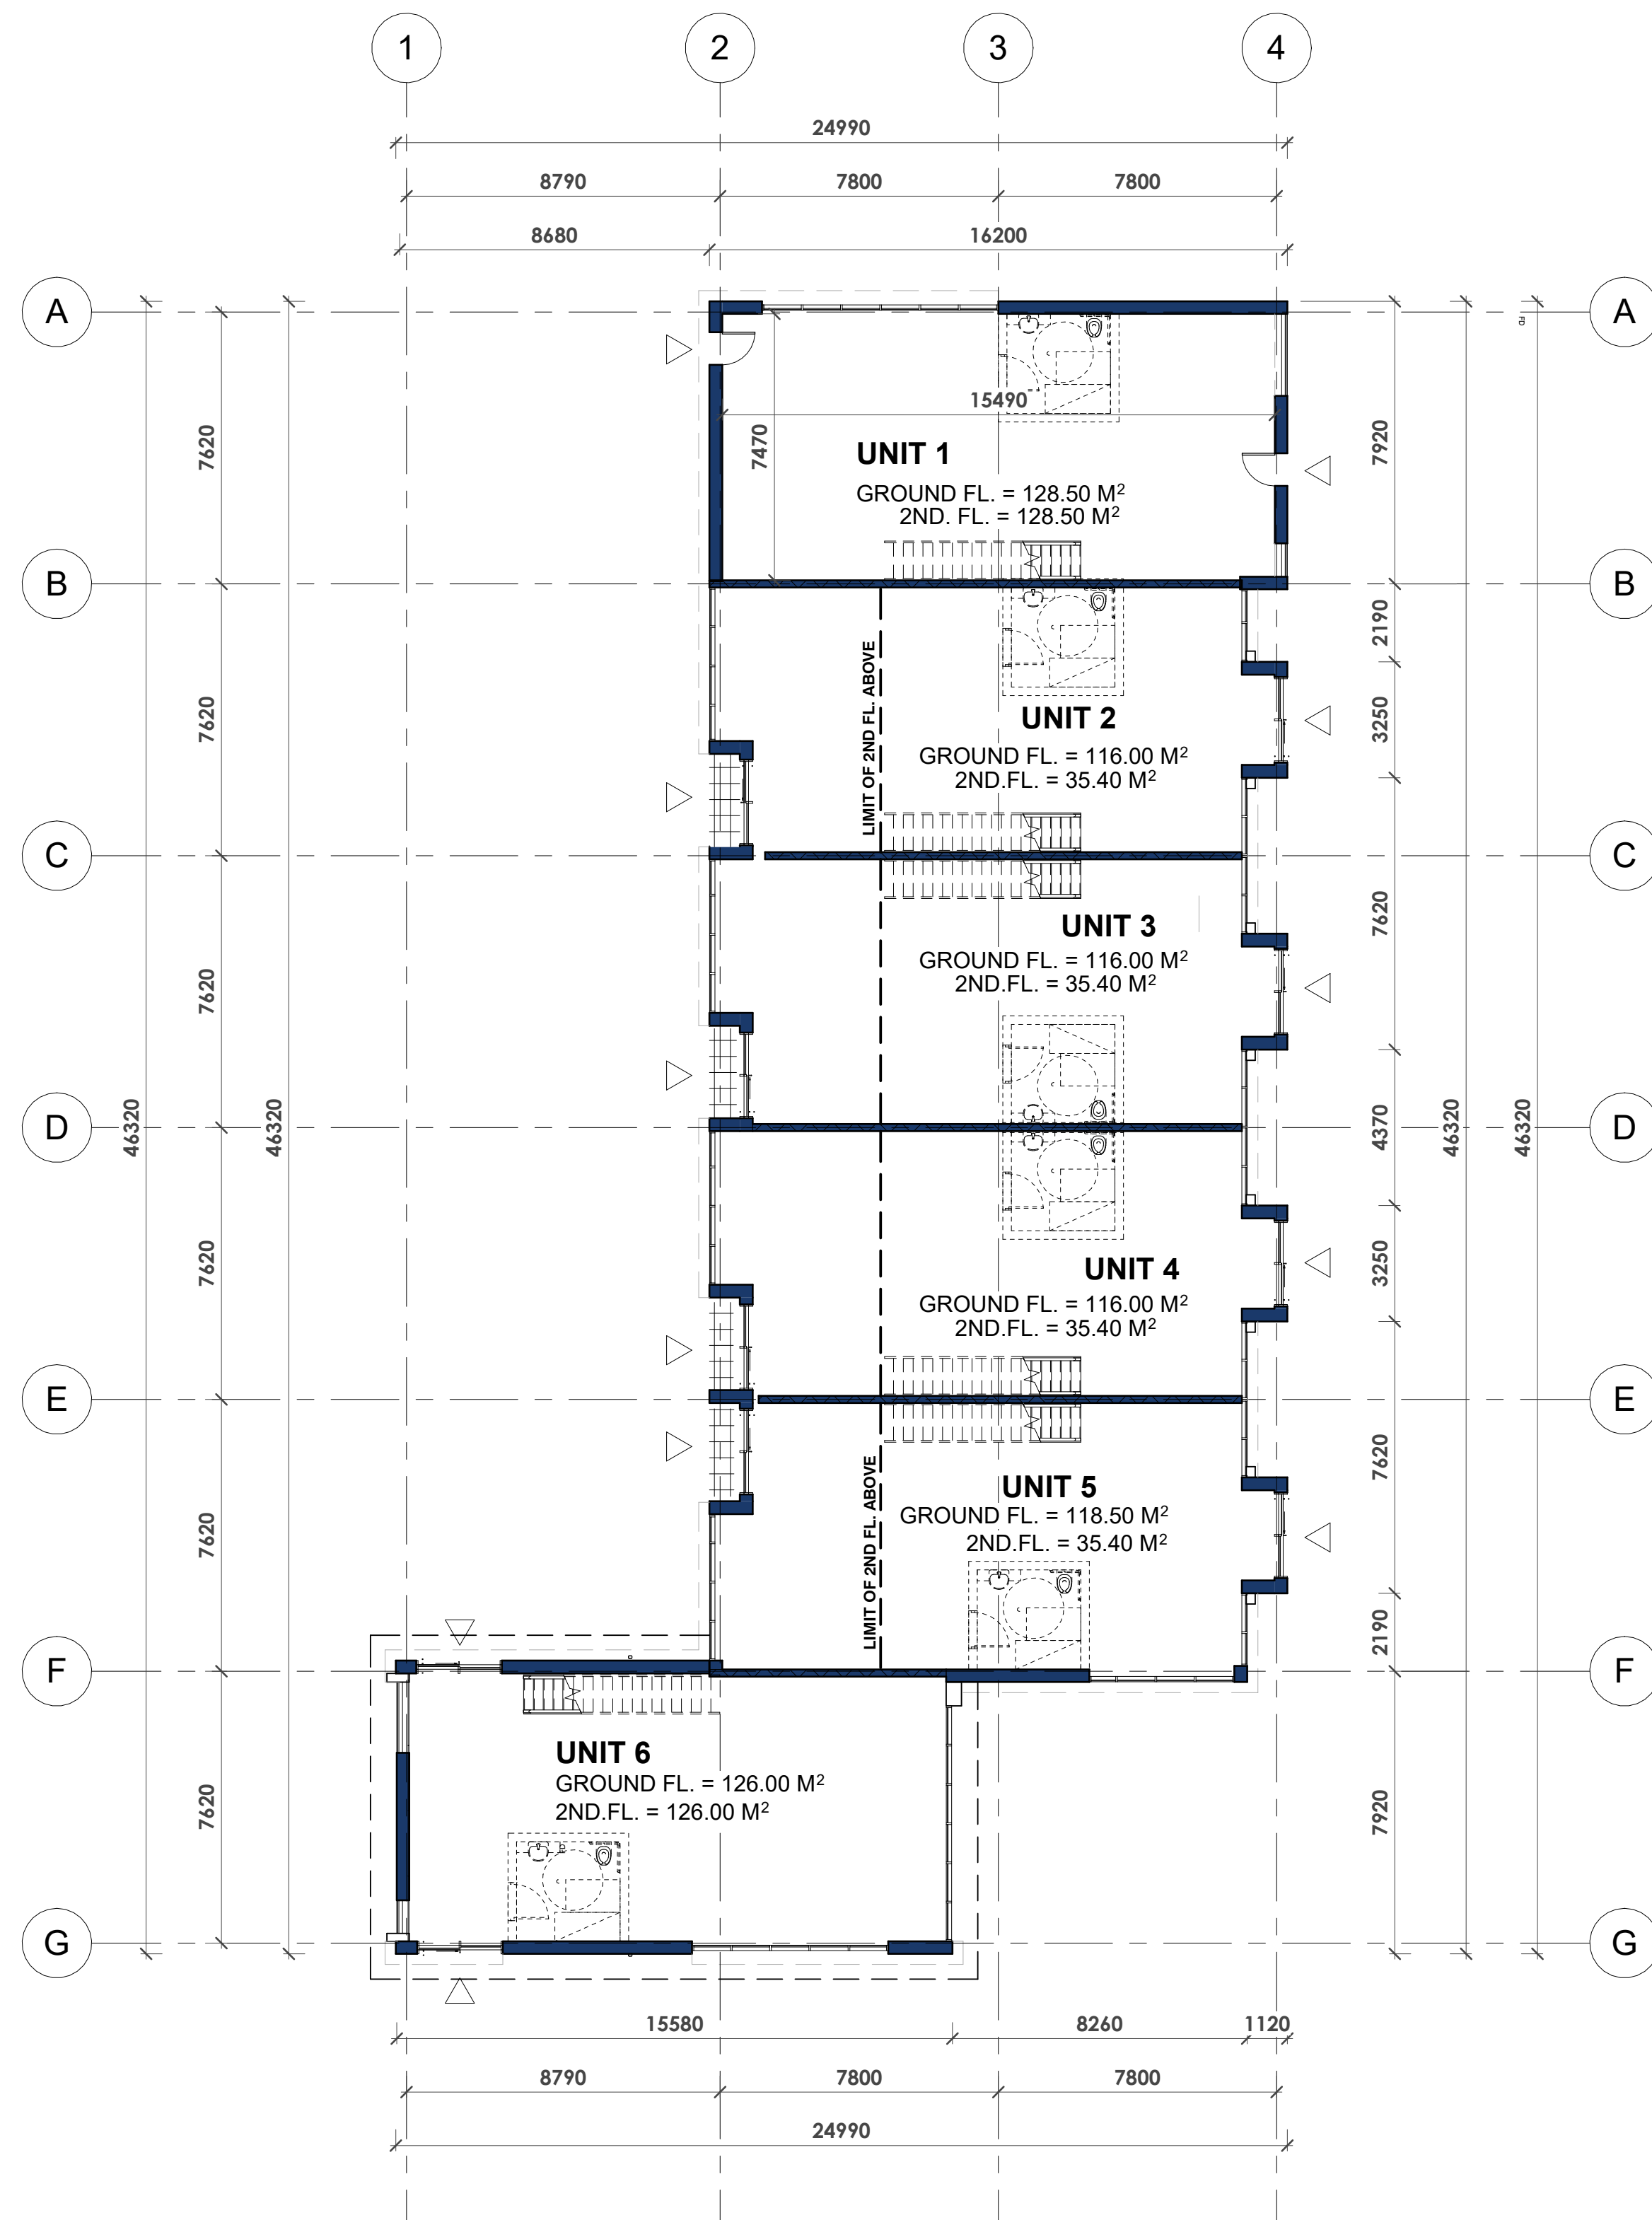 1 2 3 4
24990
8790 7800 7800
8680 16200
A A
FD
15490
7620 7470 7920
UNIT 1
GROUND FL. = 128.50 M²
2ND. FL. = 128.50 M²
B B
2190
LIMIT OF 2ND FL. ABOVE
7620 3250
UNIT 2
GROUND FL. = 116.00 M²
2ND.FL. = 35.40 M²
C C
UNIT 3
7620 7620
GROUND FL. = 116.00 M²
2ND.FL. = 35.40 M²
46320 46320 4370 46320 46320
D D
7620 3250
UNIT 4
GROUND FL. = 116.00 M²
2ND.FL. = 35.40 M²
E E
7620 7620
LIMIT OF 2ND FL. ABOVE
UNIT 5
GROUND FL. = 118.50 M²
2ND.FL. = 35.40 M²
2190
F F
UNIT 6
GROUND FL. = 126.00 M²
2ND.FL. = 126.00 M²
7620 7920
G G
15580 8260 1120
8790 7800 7800
24990